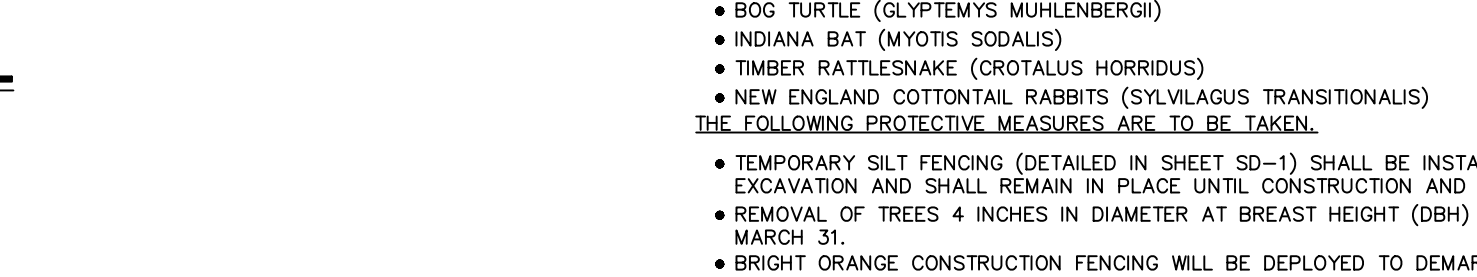 • BOG TURTLE (GLYPTEMYS MUHLENBERGII)
• INDIANA BAT (MYOTIS SODALIS)
• TIMBER RATTLESNAKE (CROTALUS HORRIDUS)
• NEW ENGLAND COTTONTAIL RABBITS (SYLVILAGUS TRANSITIONALIS)
THE FOLLOWING PROTECTIVE MEASURES ARE TO BE TAKEN.
• TEMPORARY SILT FENCING (DETAILED IN SHEET SD-1) SHALL BE
EXCAVATION AND SHALL REMAIN IN PLACE UNTIL CONSTRUCTION AND
• REMOVAL OF TREES 4 INCHES IN DIAMETER AT BREAST HEIGHT (DBH)
MARCH 31.
• BRIGHT ORANGE CONSTRUCTION FENCING WILL BE DEPLOYED TO